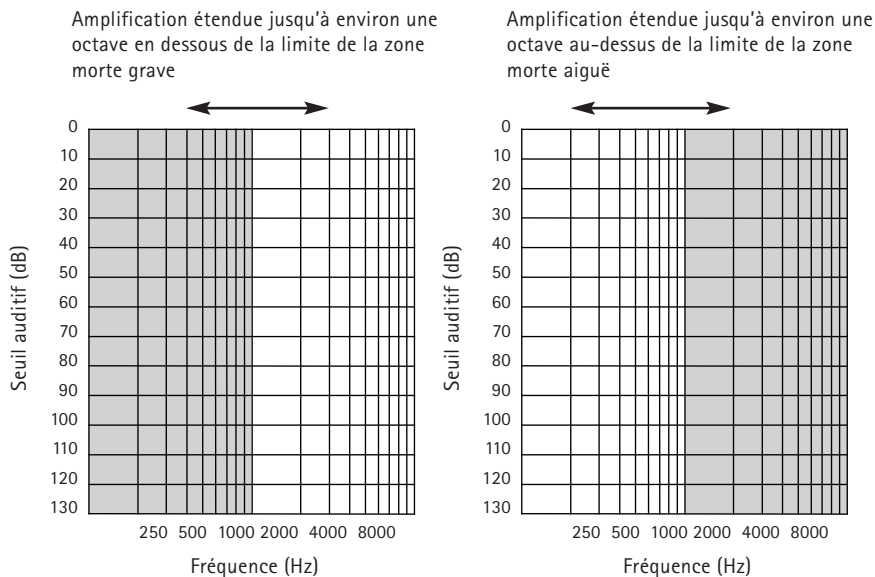 Amplification étendue jusqu'à environ une
octave en dessous de la limite de la zone
morte grave
0
10
20
30
40
50
60
70
80
90
100
110
120
130
Seuil auditif (dB)
250 500 1000 2000 4000 8000
Fréquence (Hz)
Amplification étendue jusqu'à environ une
octave au-dessus de la limite de la zone
morte aiguë
0
10
20
30
40
50
60
70
80
90
100
110
120
130
Seuil auditif (dB)
250 500 1000 2000 4000 8000
Fréquence (Hz)